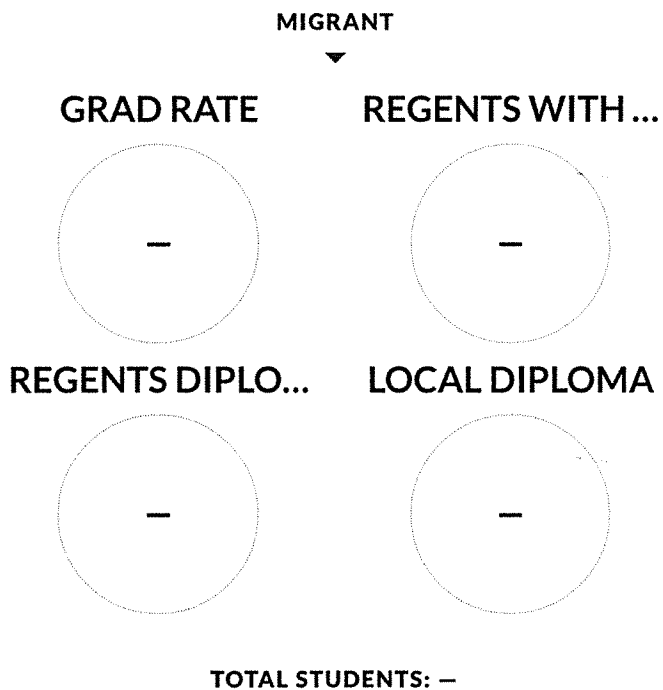 MIGRANT
GRAD RATE
REGENTS WITH ...
–
–
REGENTS DIPLO...
LOCAL DIPLOMA
–
–
TOTAL STUDENTS: –